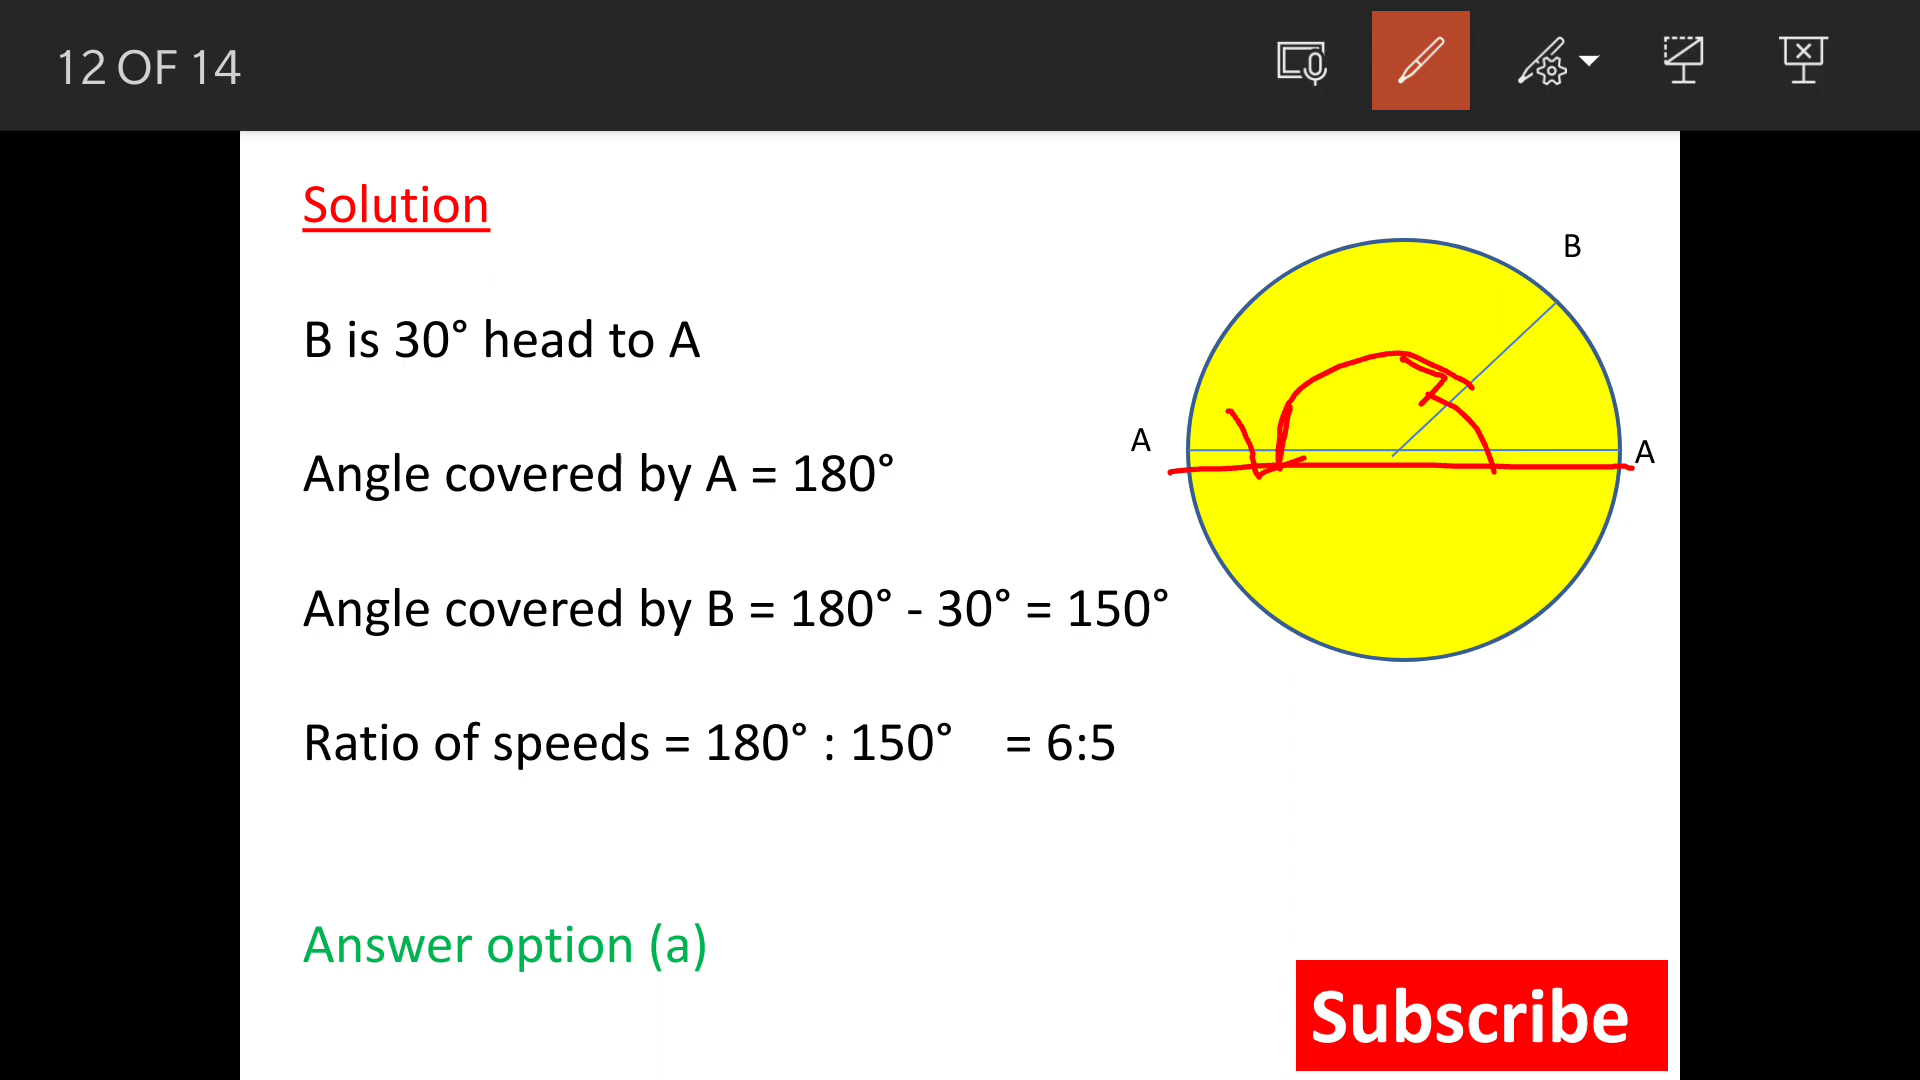 12 OF 14
Solution
B
B is 30° head to A
A
A
Angle covered by A = 180°
Angle covered by B = 180° - 30° = 150°
Ratio of speeds = 180° : 150° = 6:5
Answer option (a)
Subscribe